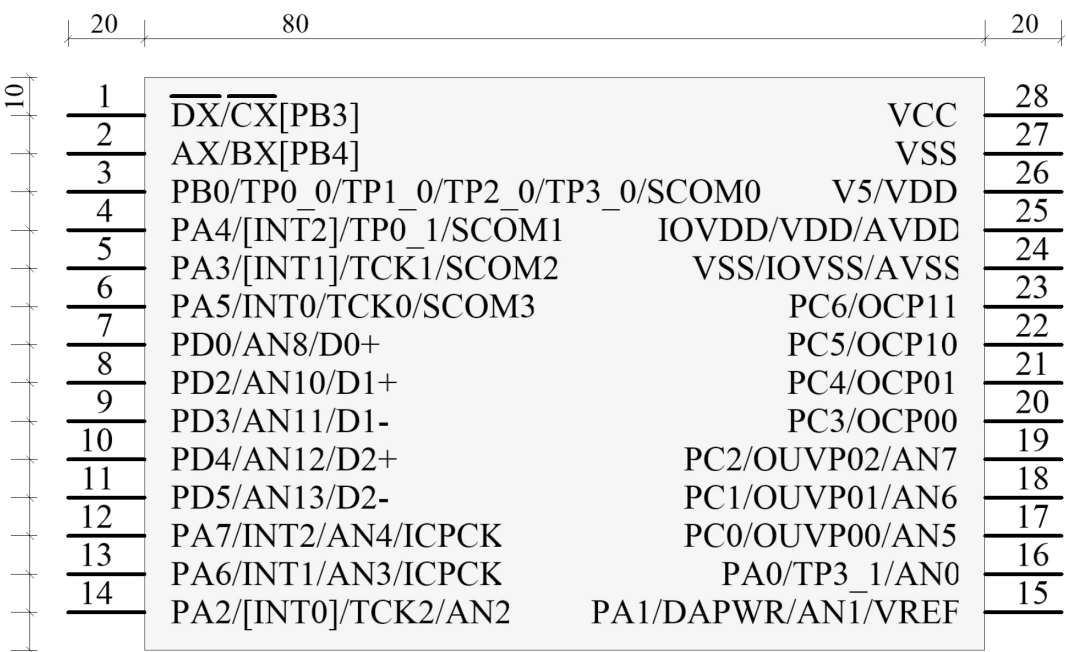 20 80 20
10
1 D̅X̅/C̅X̅[PB3] VCC 28
2 AX/BX[PB4] VSS 27
3 PB0/TP0_0/TP1_0/TP2_0/TP3_0/SCOM0 V5/VDD 26
4 PA4/[INT2]/TP0_1/SCOM1 IOVDD/VDD/AVDD 25
5 PA3/[INT1]/TCK1/SCOM2 VSS/IOVSS/AVSS 24
6 PA5/INT0/TCK0/SCOM3 PC6/OCP11 23
7 PD0/AN8/D0+ PC5/OCP10 22
8 PD2/AN10/D1+ PC4/OCP01 21
9 PD3/AN11/D1- PC3/OCP00 20
10 PD4/AN12/D2+ PC2/OUVP02/AN7 19
11 PD5/AN13/D2- PC1/OUVP01/AN6 18
12 PA7/INT2/AN4/ICPCK PC0/OUVP00/AN5 17
13 PA6/INT1/AN3/ICPCK PA0/TP3_1/AN0 16
14 PA2/[INT0]/TCK2/AN2 PA1/DAPWR/AN1/VREF 15